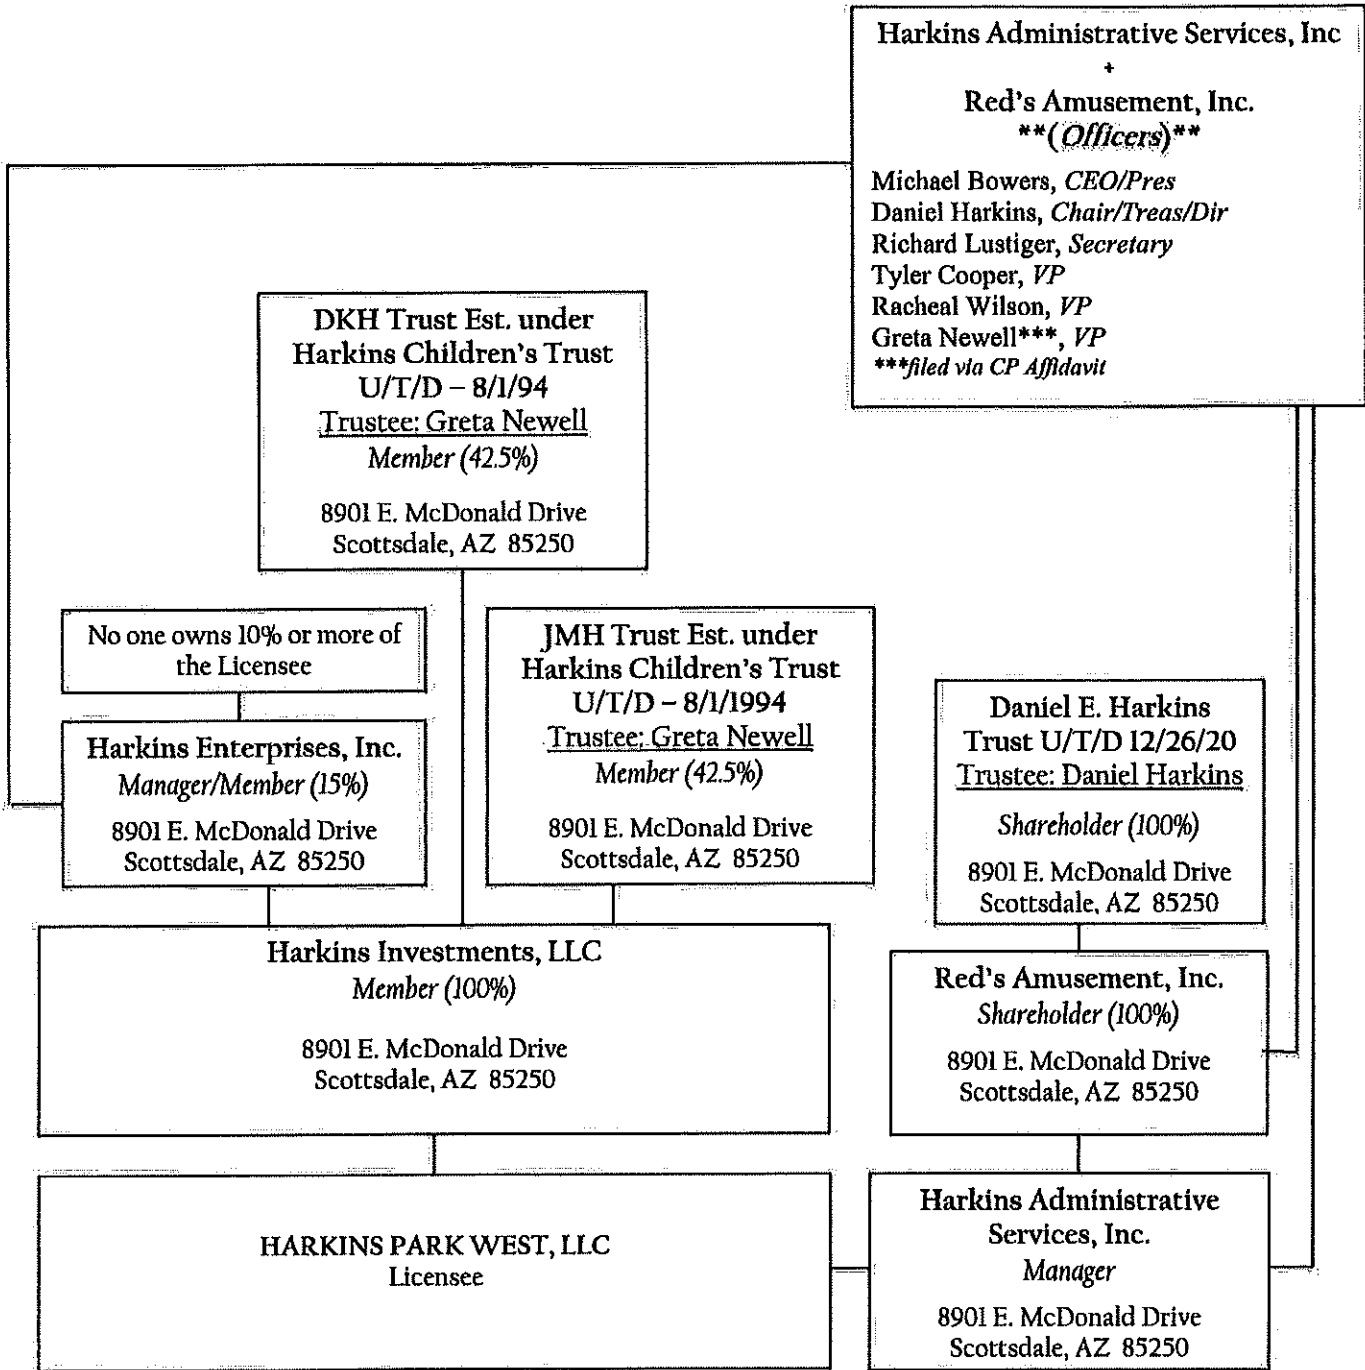 Harkins Administrative Services, Inc
+
Red's Amusement, Inc.
**(Officers)**
Michael Bowers, CEO/Pres
Daniel Harkins, Chair/Treas/Dir
Richard Lustiger, Secretary
Tyler Cooper, VP
Racheal Wilson, VP
Greta Newell***, VP
***filed via CP Affidavit
DKH Trust Est. under
Harkins Children's Trust
U/T/D – 8/1/94
Trustee: Greta Newell
Member (42.5%)
8901 E. McDonald Drive
Scottsdale, AZ 85250
No one owns 10% or more of
the Licensee
Harkins Enterprises, Inc.
Manager/Member (15%)
8901 E. McDonald Drive
Scottsdale, AZ 85250
JMH Trust Est. under
Harkins Children's Trust
U/T/D – 8/1/1994
Trustee: Greta Newell
Member (42.5%)
8901 E. McDonald Drive
Scottsdale, AZ 85250
Daniel E. Harkins
Trust U/T/D 12/26/20
Trustee: Daniel Harkins
Shareholder (100%)
8901 E. McDonald Drive
Scottsdale, AZ 85250
Harkins Investments, LLC
Member (100%)
8901 E. McDonald Drive
Scottsdale, AZ 85250
Red's Amusement, Inc.
Shareholder (100%)
8901 E. McDonald Drive
Scottsdale, AZ 85250
HARKINS PARK WEST, LLC
Licensee
Harkins Administrative
Services, Inc.
Manager
8901 E. McDonald Drive
Scottsdale, AZ 85250